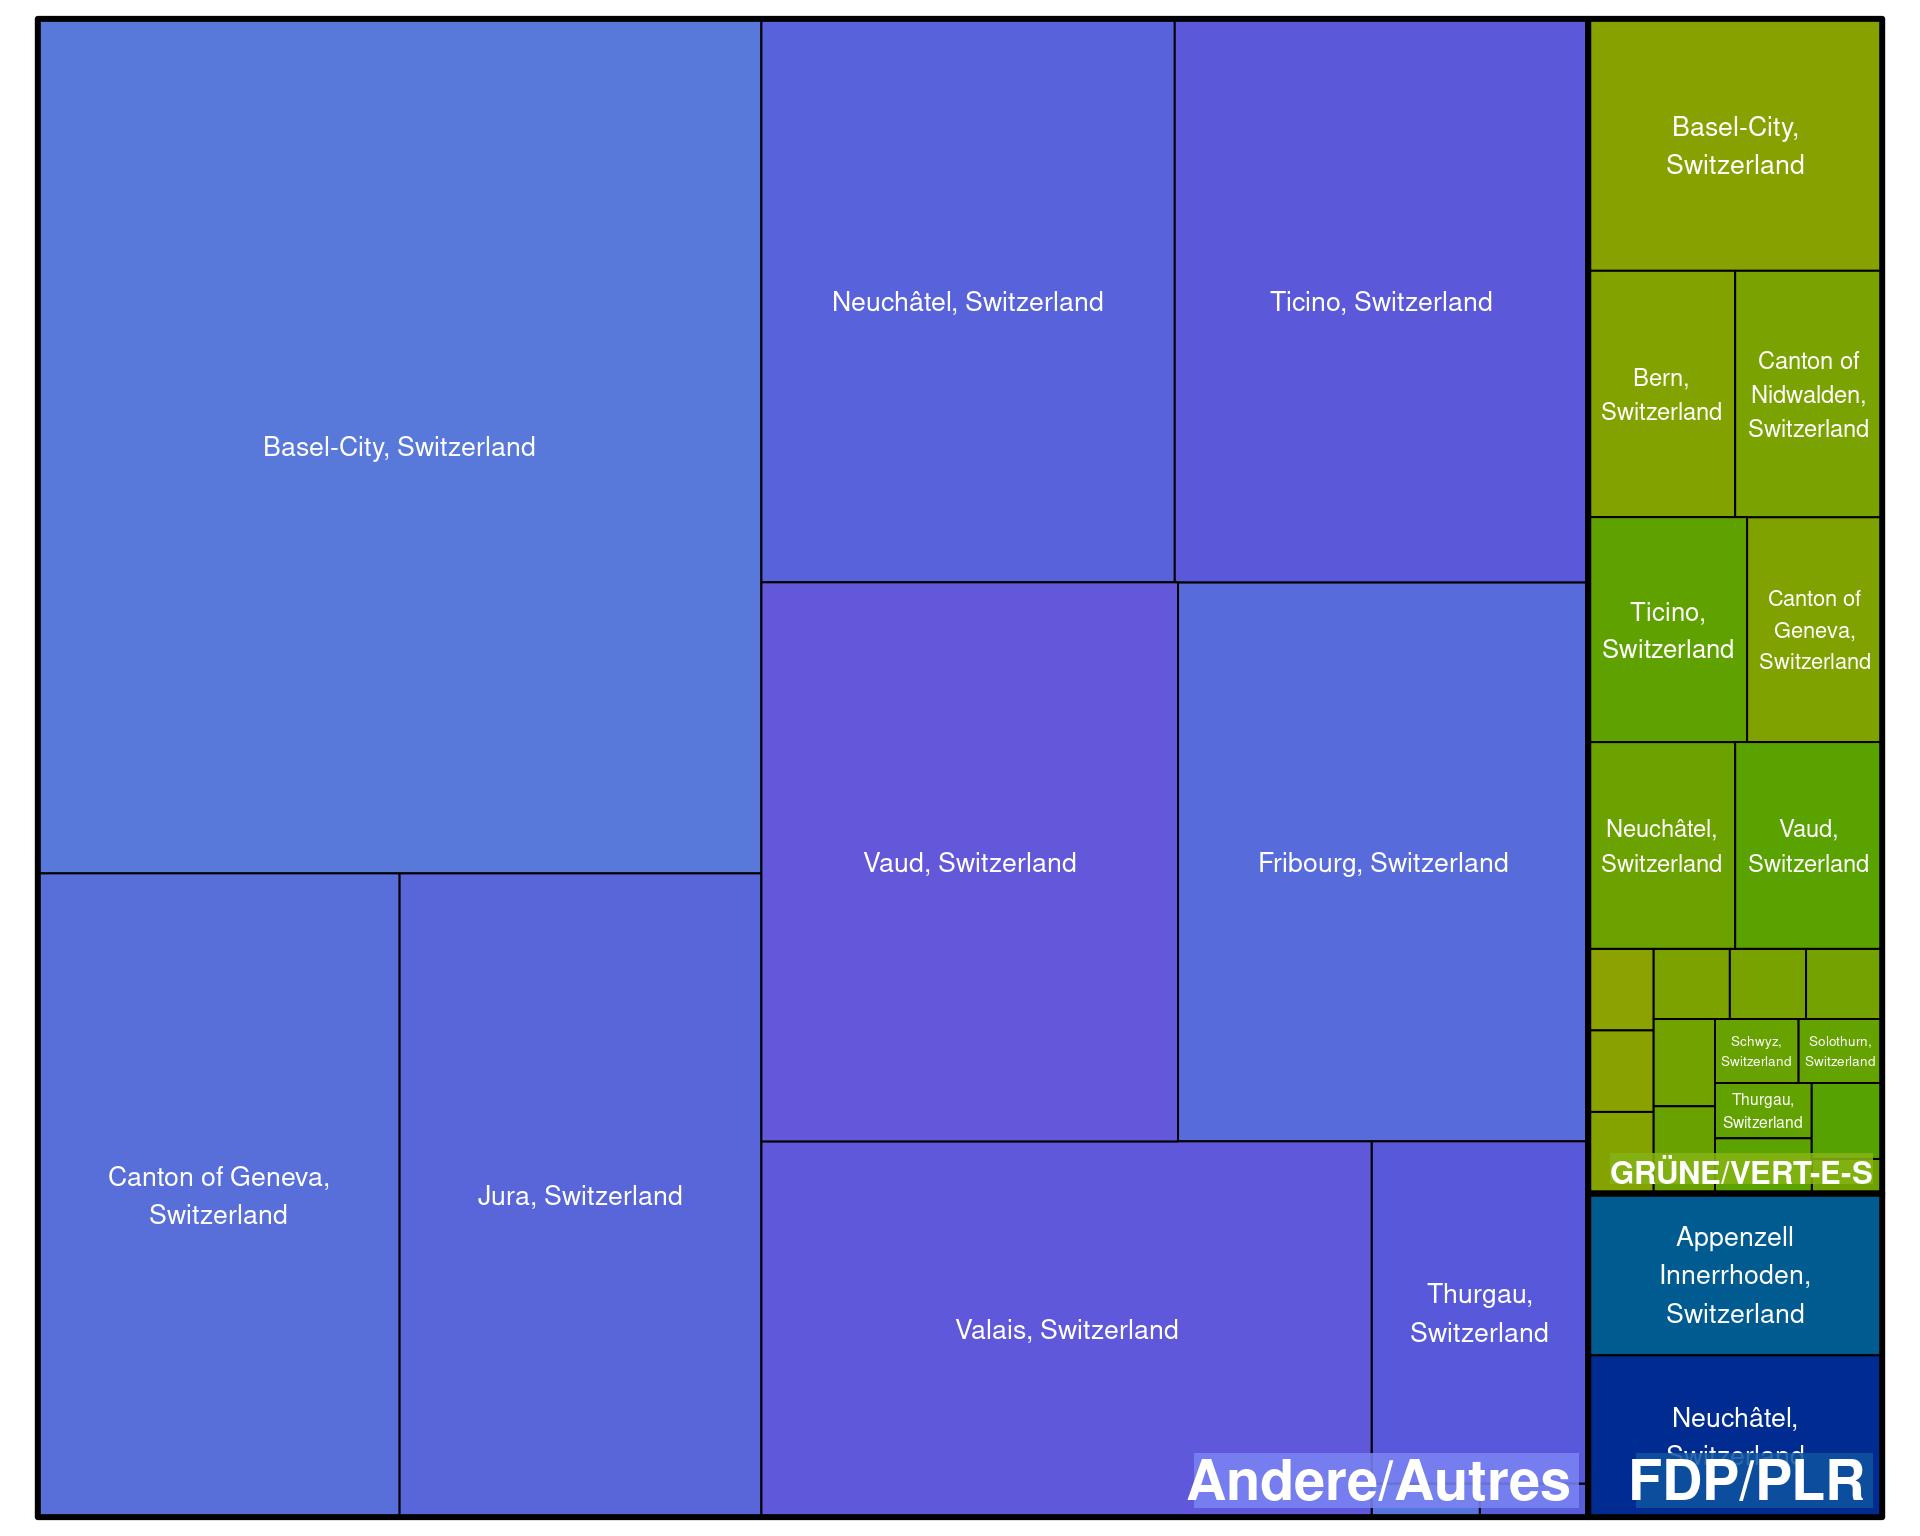 Basel-City, Switzerland
Canton of Geneva,
Switzerland
Jura, Switzerland
Neuchâtel, Switzerland
Ticino, Switzerland
Vaud, Switzerland
Fribourg, Switzerland
Valais, Switzerland
Thurgau,
Switzerland
Andere/Autres
Basel-City,
Switzerland
Bern,
Switzerland
Canton of
Nidwalden,
Switzerland
Ticino,
Switzerland
Canton of
Geneva,
Switzerland
Neuchâtel,
Switzerland
Vaud,
Switzerland
Schwyz,
Switzerland
Solothurn,
Switzerland
Thurgau,
Switzerland
GRÜNE/VERT-E-S
Appenzell
Innerrhoden,
Switzerland
Neuchâtel,
Switzerland
FDP/PLR